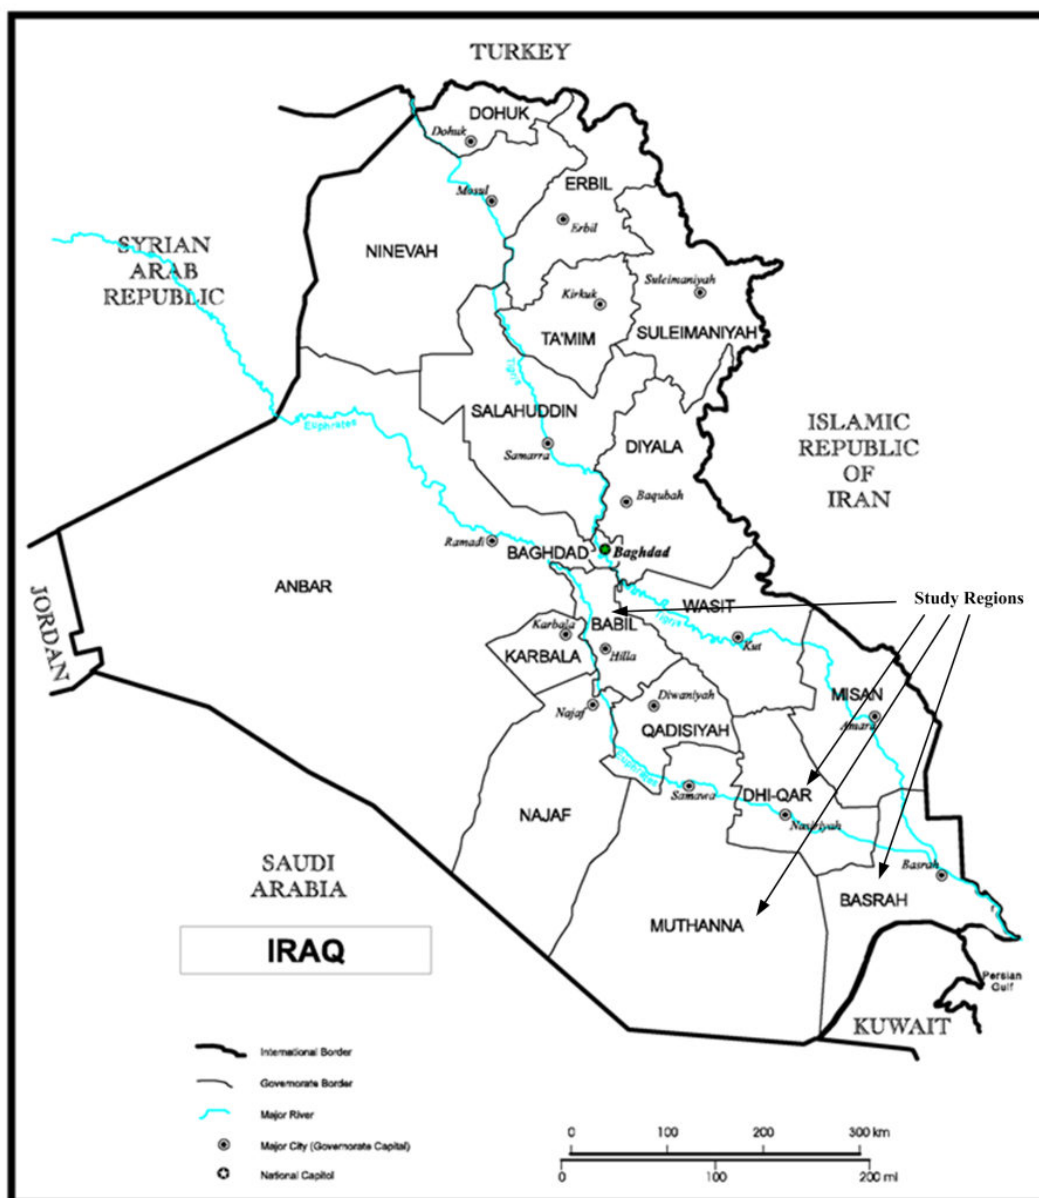 TURKEY
DOHUK
Dohuk
Mosul
ERBIL
Erbil
NINEVAH
SYRIAN
ARAB
REPUBLIC
Kirkuk
Suleimaniyah
TA'MIM
SULEIMANIYAH
Tigris
SALAHUDDIN
Euphrates
Samarra
DIYALA
ISLAMIC
REPUBLIC
OF
IRAN
Baqubah
Ramadi
BAGHDAD
Baghdad
ANBAR
JORDAN
Study Regions
WASIT
Tigris
Karbala
BABIL
Kut
KARBALA
Hilla
MISAN
Diwaniyah
Najaf
Amara
QADISIYAH
Euphrates
Samawa
DHI-QAR
NAJAF
Nasiriyah
SAUDI
ARABIA
Basrah
BASRAH
MUTHANNA
IRAQ
Persian
Gulf
KUWAIT
International Border
Governorate Border
Major River
Major City (Governorate Capital)
National Capitol
0 100 200 300 km
0 100 200 mi